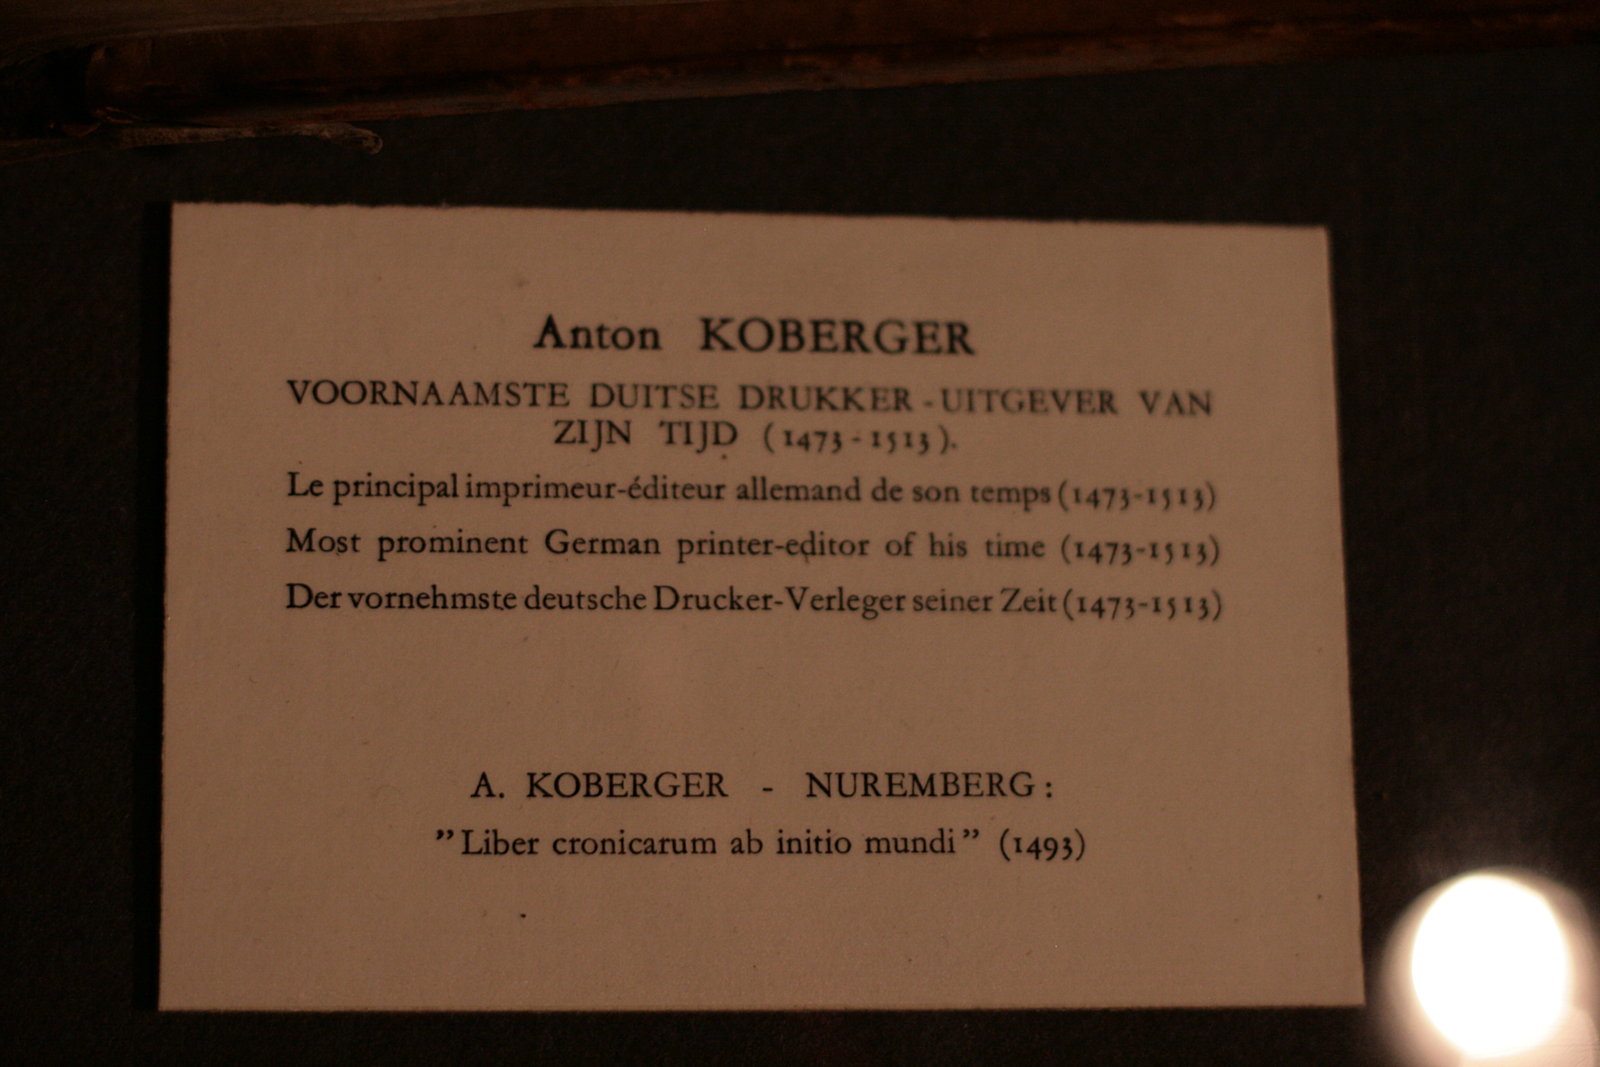 Anton KOBERGER
VOORNAAMSTE DUITSE DRUKKER-UITGEVER VAN
ZIJN TIJD (1473-1513).
Le principal imprimeur-éditeur allemand de son temps (1473-1513)
Most prominent German printer-editor of his time (1473-1513)
Der vornehmste deutsche Drucker-Verleger seiner Zeit (1473-1513)
A. KOBERGER - NUREMBERG:
”Liber cronicarum ab initio mundi” (1493)